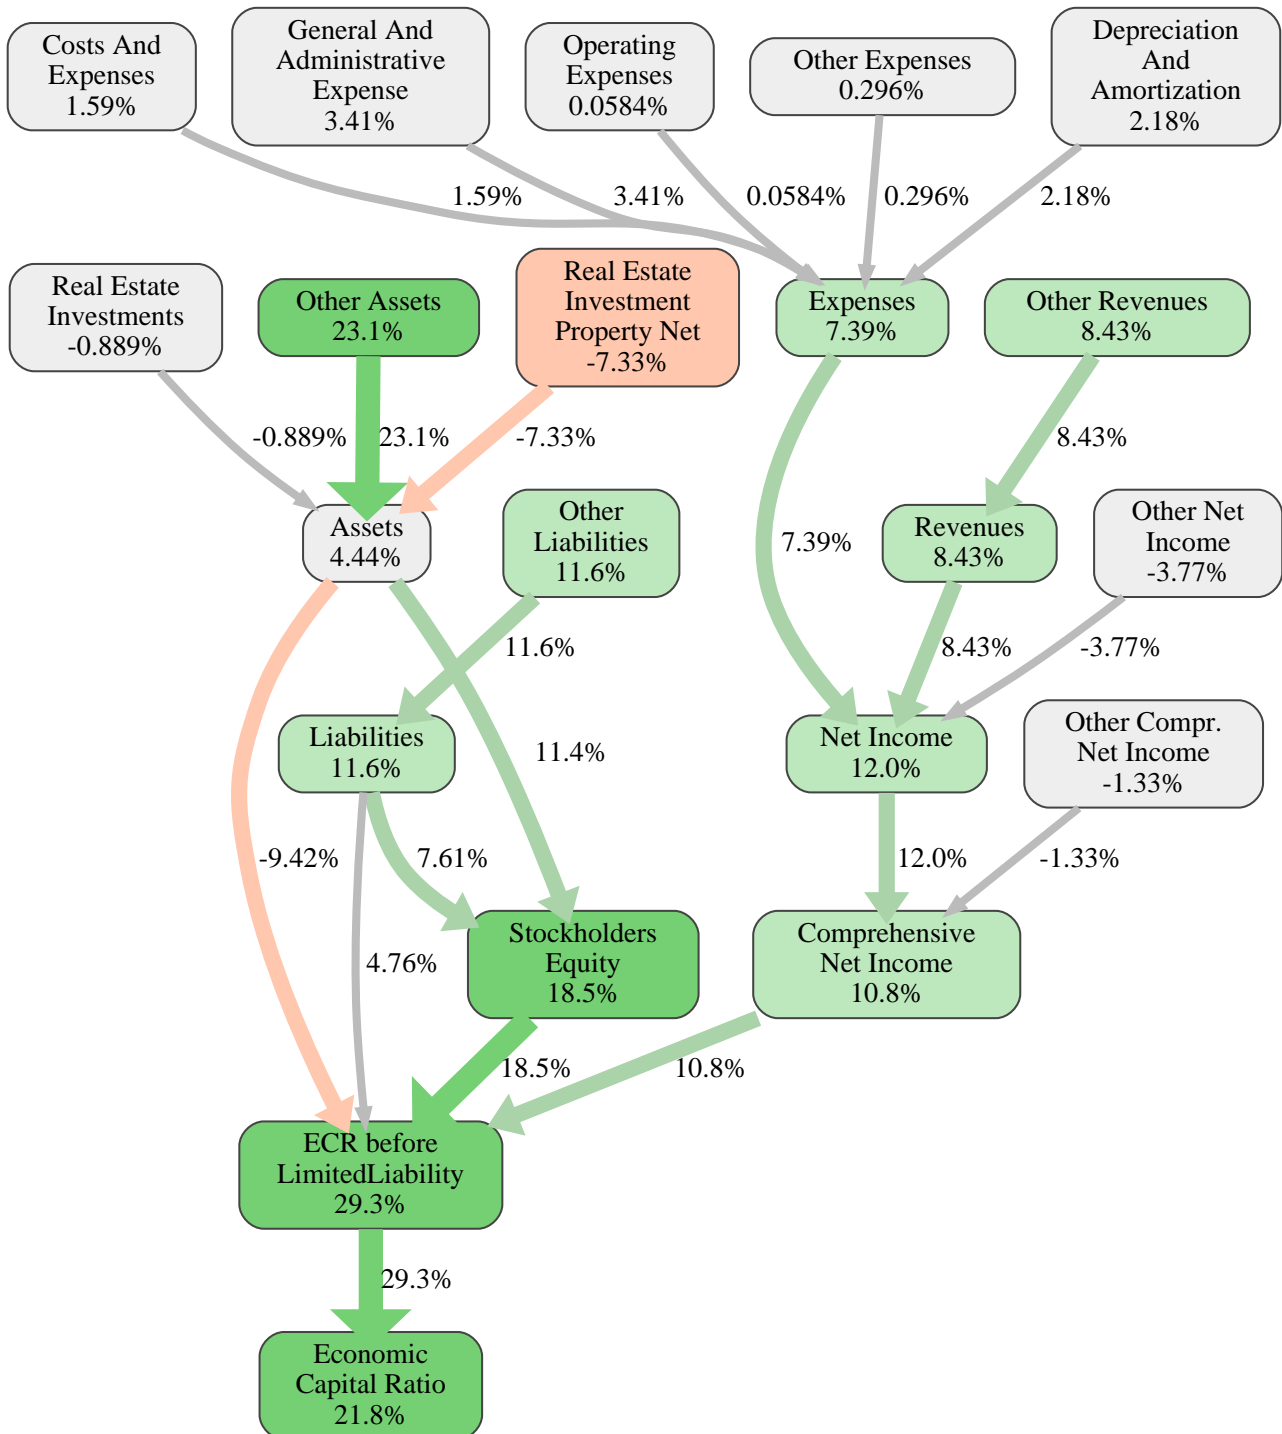 Costs And
Expenses
1.59%
General And
Administrative
Expense
3.41%
Operating
Expenses
0.0584%
Other Expenses
0.296%
Depreciation
And
Amortization
2.18%
1.59%
3.41%
0.0584%
0.296%
2.18%
Real Estate
Investments
-0.889%
Other Assets
23.1%
Real Estate
Investment
Property Net
-7.33%
Expenses
7.39%
Other Revenues
8.43%
-0.889%
23.1%
-7.33%
8.43%
Assets
4.44%
Other
Liabilities
11.6%
7.39%
Revenues
8.43%
Other Net
Income
-3.77%
11.6%
8.43%
-3.77%
Liabilities
11.6%
11.4%
Net Income
12.0%
Other Compr.
Net Income
-1.33%
-9.42%
7.61%
12.0%
-1.33%
4.76%
Stockholders
Equity
18.5%
Comprehensive
Net Income
10.8%
18.5%
10.8%
ECR before
LimitedLiability
29.3%
29.3%
Economic
Capital Ratio
21.8%